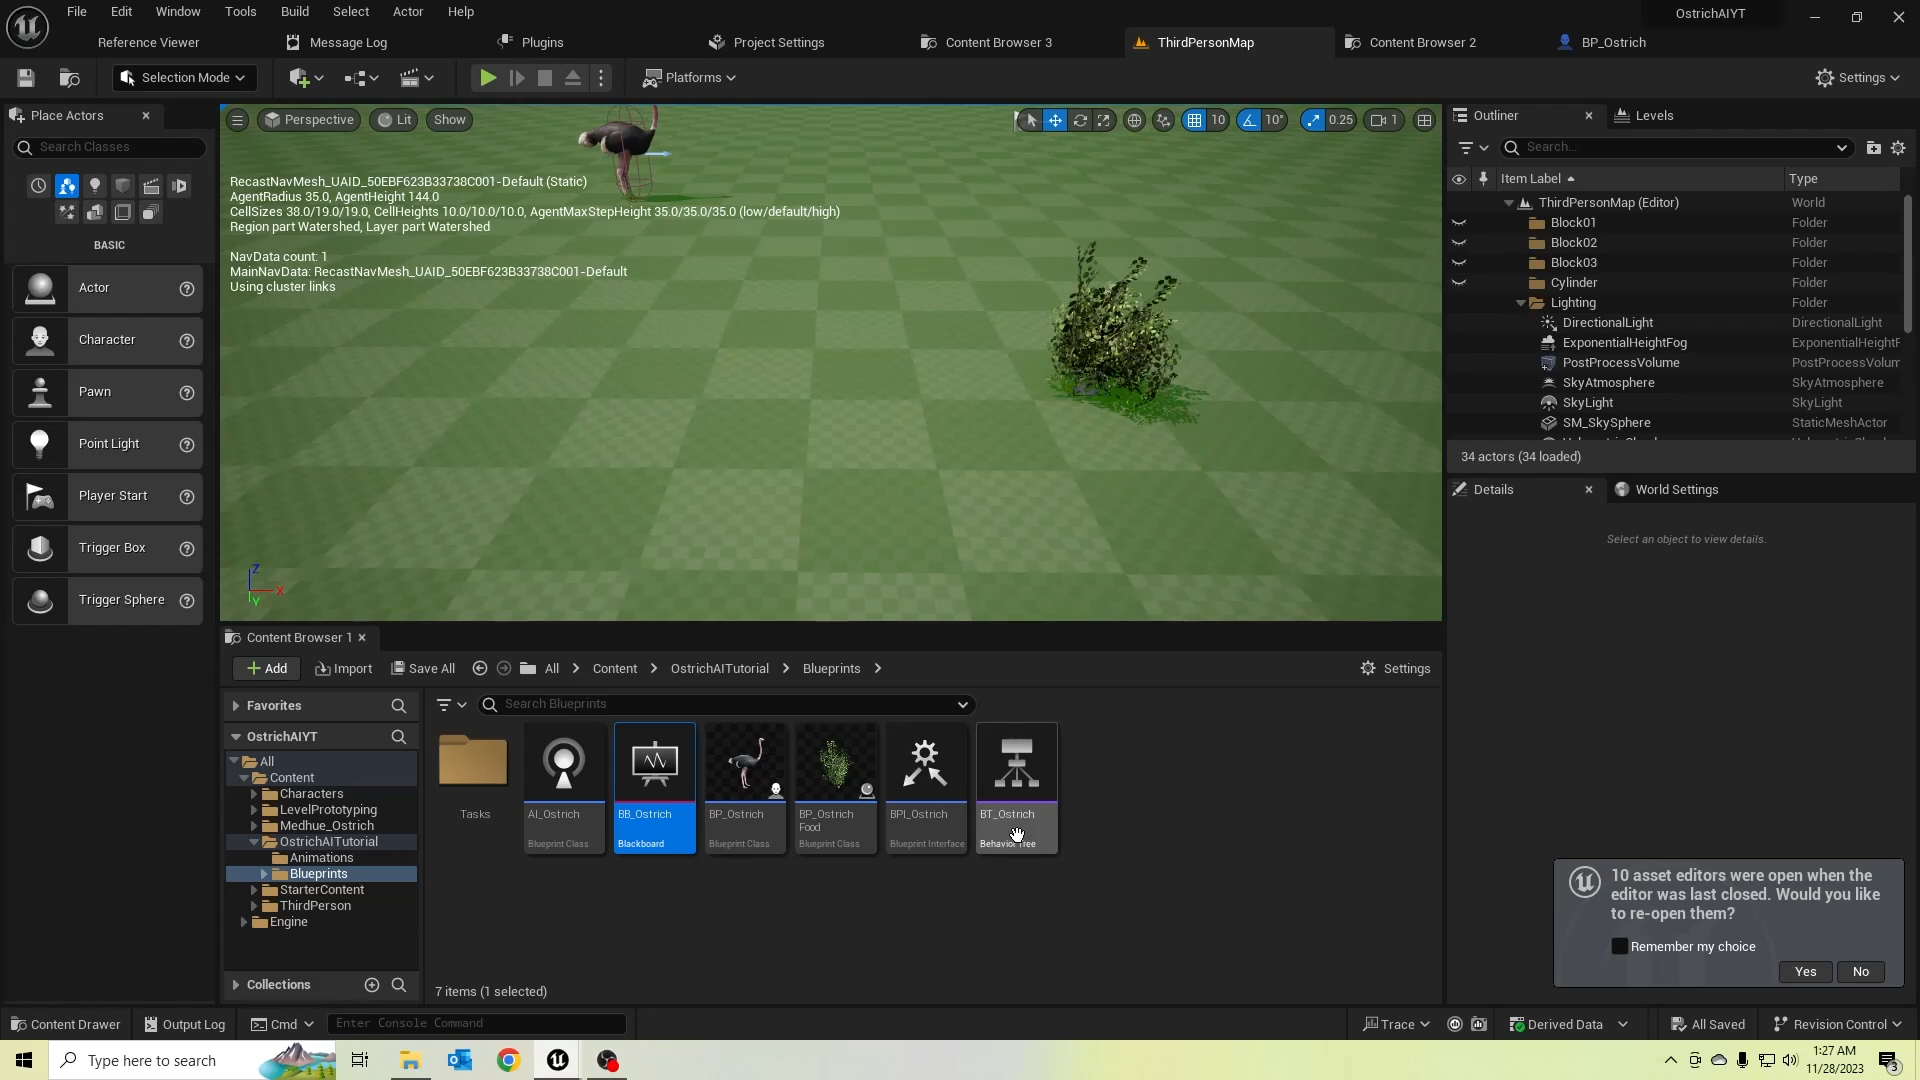 File Edit Window Tools Build Select Actor Help
OstrichAIYT
Reference Viewer Message Log Plugins Project Settings Content Browser 3 ThirdPersonMap Content Browser 2 BP_Ostrich
Selection Mode Platforms Settings
Place Actors
Search Classes
BASIC
Actor
Character
Pawn
Point Light
Player Start
Trigger Box
Trigger Sphere
Perspective Lit Show 10 10° 0.25 1
RecastNavMesh_UAID_50EBF623B33738C001-Default (Static)
AgentRadius 35.0, AgentHeight 144.0
CellSizes 38.0/19.0/19.0, CellHeights 10.0/10.0/10.0, AgentMaxStepHeight 35.0/35.0/35.0 (low/default/high)
Region part Watershed, Layer part Watershed
NavData count: 1
MainNavData: RecastNavMesh_UAID_50EBF623B33738C001-Default
Using cluster links
Z
X
Y
Outliner Levels
Search...
Item Label Type
ThirdPersonMap (Editor) World
Block01 Folder
Block02 Folder
Block03 Folder
Cylinder Folder
Lighting Folder
DirectionalLight DirectionalLight
ExponentialHeightFog ExponentialHeightF
PostProcessVolume PostProcessVolum
SkyAtmosphere SkyAtmosphere
SkyLight SkyLight
SM_SkySphere StaticMeshActor
34 actors (34 loaded)
Details World Settings
Select an object to view details.
Content Browser 1
Add Import Save All All Content OstrichAITutorial Blueprints Settings
Favorites
OstrichAIYT
All
Content
Characters
LevelPrototyping
Medhue_Ostrich
OstrichAITutorial
Animations
Blueprints
StarterContent
ThirdPerson
Engine
Collections
Search Blueprints
Tasks
AI_Ostrich
Blueprint Class
BB_Ostrich
Blackboard
BP_Ostrich
Blueprint Class
BP_Ostrich
Food
Blueprint Class
BPI_Ostrich
Blueprint Interface
BT_Ostrich
Behavior Tree
7 items (1 selected)
10 asset editors were open when the
editor was last closed. Would you like
to re-open them?
Remember my choice
Yes No
Content Drawer Output Log Cmd Enter Console Command Trace Derived Data All Saved Revision Control
Type here to search
1:27 AM
11/28/2023
3